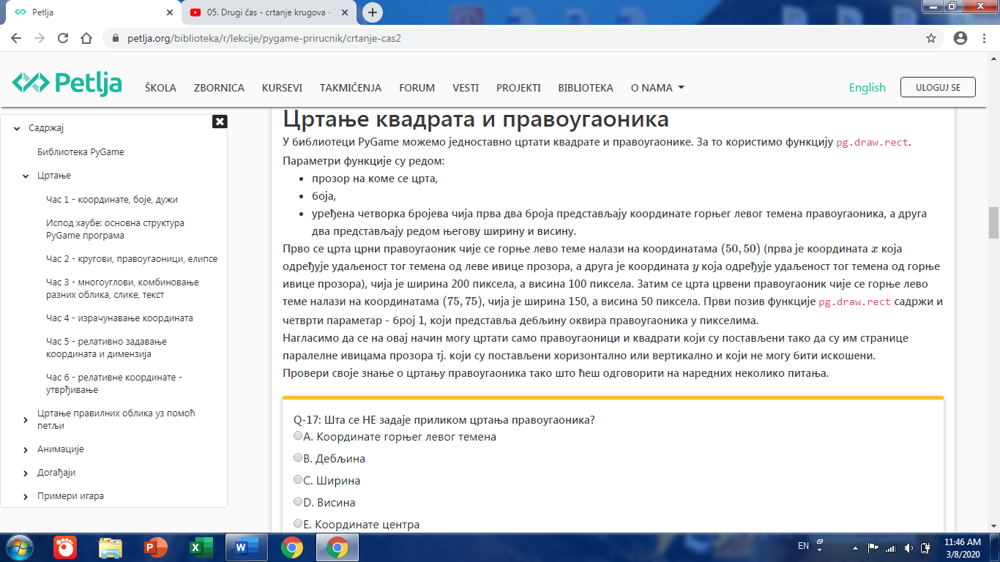 Petlja
05. Drugi čas - crtanje krugova -
petlja.org/biblioteka/r/lekcije/pygame-prirucnik/crtanje-cas2
Petlja
ŠKOLA ZBORNICA KURSEVI TAKMIČENJA FORUM VESTI PROJEKTI BIBLIOTEKA O NAMA English ULOGUJ SE
Садржај
Библиотека PyGame
Цртање
Час 1 - координате, боје, дужи
Испод хаубе: основна структура
PyGame програма
Час 2 - кругови, правоугаоници, елипсе
Час 3 - многоуглови, комбиновање
разних облика, слике, текст
Час 4 - израчунавање координата
Час 5 - релативно задавање
координата и димензија
Час 6 - релативне координате -
утврђивање
Цртање правилних облика уз помоћ
петљи
Анимације
Догађаји
Примери игара
Цртање квадрата и правоугаоника
У библиотеци PyGame можемо једноставно цртати квадрате и правоугаонике. За то користимо функцију pg.draw.rect.
Параметри функције су редом:
• прозор на коме се црта,
• боја,
• уређена четворка бројева чија прва два броја представљају координате горњег левог темена правоугаоника, а друга
два представљају редом његову ширину и висину.
Прво се црта црни правоугаоник чије се горње лево теме налази на координатама (50, 50) (прва је координата x која
одређује удаљеност тог темена од леве ивице прозора, а друга је координата y која одређује удаљеност тог темена од горње
ивице прозора), чија је ширина 200 пиксела, а висина 100 пиксела. Затим се црта црвени правоугаоник чије се горње лево
теме налази на координатама (75, 75), чија је ширина 150, а висина 50 пиксела. Први позив функције pg.draw.rect садржи и
четврти параметар - број 1, који представља дебљину оквира правоугаоника у пикселима.
Нагласимо да се на овај начин могу цртати само правоугаоници и квадрати који су постављени тако да су им странице
паралелне ивицама прозора тј. који су постављени хоризонтално или вертикално и који не могу бити искошени.
Провери своје знање о цртању правоугаоника тако што ћеш одговорити на наредних неколико питања.
Q-17: Шта се НЕ задаје приликом цртања правоугаоника?
A. Координате горњег левог темена
B. Дебљина
C. Ширина
D. Висина
E. Координате центра
EN
11:46 AM
3/8/2020